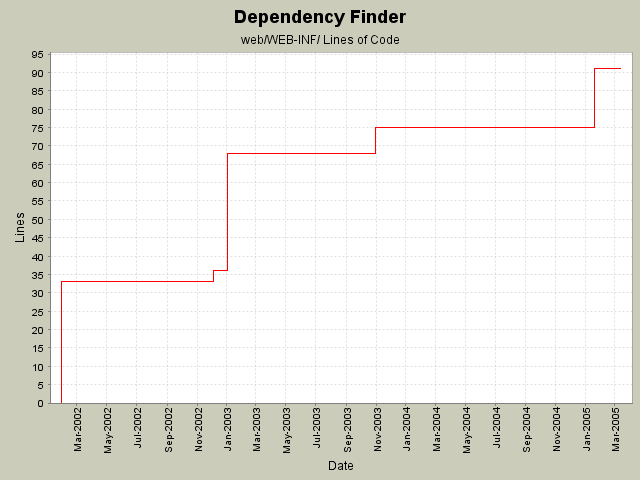 Dependency Finder
web/WEB-INF/ Lines of Code
Lines
95
90
85
80
75
70
65
60
55
50
45
40
35
30
25
20
15
10
5
0
Mar-2002
May-2002
Jul-2002
Sep-2002
Nov-2002
Jan-2003
Mar-2003
May-2003
Jul-2003
Sep-2003
Nov-2003
Jan-2004
Mar-2004
May-2004
Jul-2004
Sep-2004
Nov-2004
Jan-2005
Mar-2005
Date